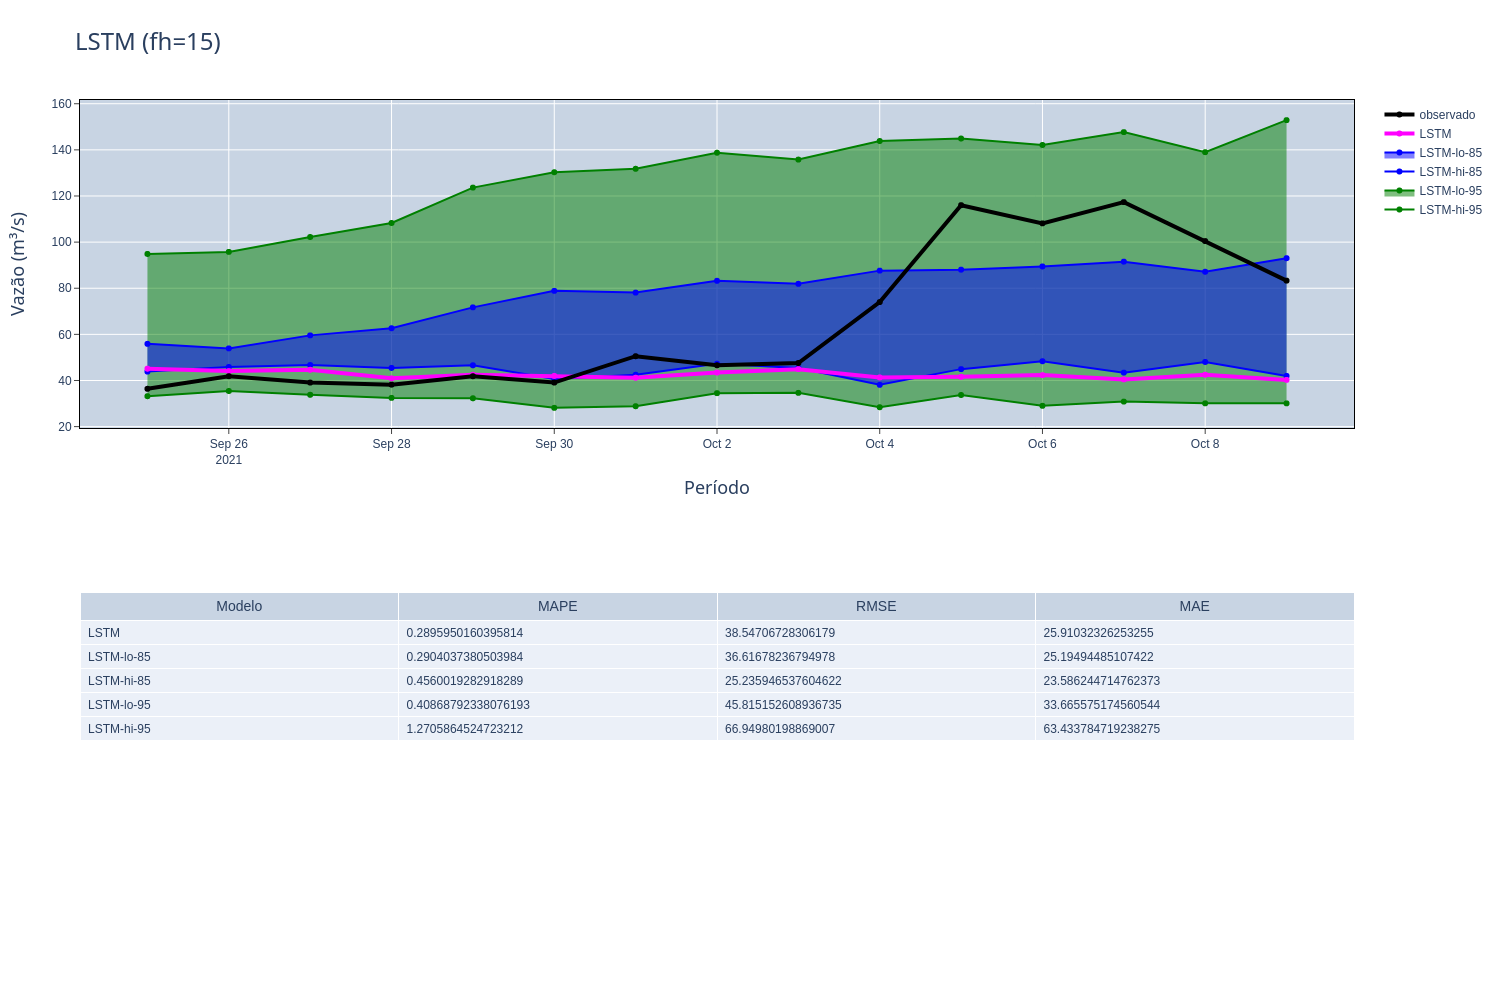 LSTM (fh=15)
160
140
120
100
80
60
40
20
Vazão (m³/s)
Sep 26
2021
Sep 28
Sep 30
Oct 2
Oct 4
Oct 6
Oct 8
Período
observado
LSTM
LSTM-lo-85
LSTM-hi-85
LSTM-lo-95
LSTM-hi-95
Modelo MAPE RMSE MAE
LSTM 0.2895950160395814 38.54706728306179 25.91032326253255
LSTM-lo-85 0.2904037380503984 36.61678236794978 25.19494485107422
LSTM-hi-85 0.4560019282918289 25.235946537604622 23.586244714762373
LSTM-lo-95 0.40868792338076193 45.815152608936735 33.665575174560544
LSTM-hi-95 1.2705864524723212 66.94980198869007 63.433784719238275